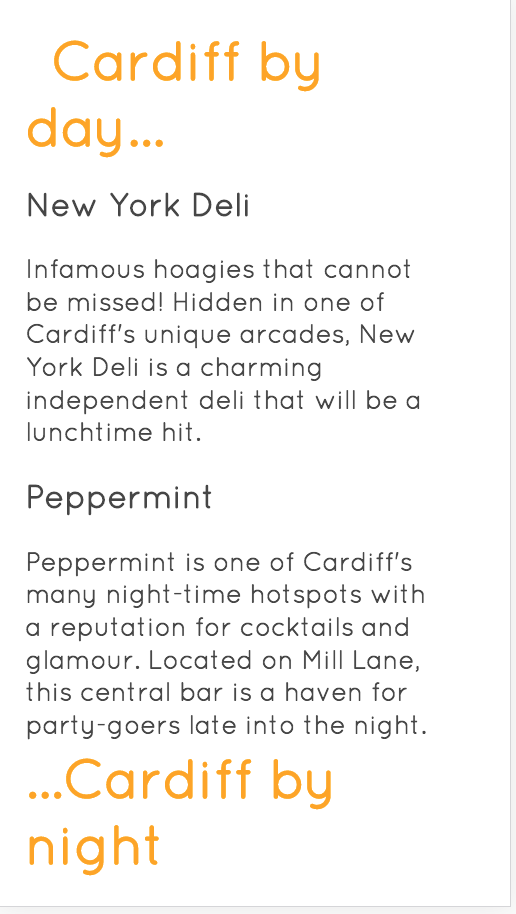 Cardiff by
day...
New York Deli
Infamous hoagies that cannot
be missed! Hidden in one of
Cardiff's unique arcades, New
York Deli is a charming
independent deli that will be a
lunchtime hit.
Peppermint
Peppermint is one of Cardiff's
many night-time hotspots with
a reputation for cocktails and
glamour. Located on Mill Lane,
this central bar is a haven for
party-goers late into the night.
...Cardiff by
night